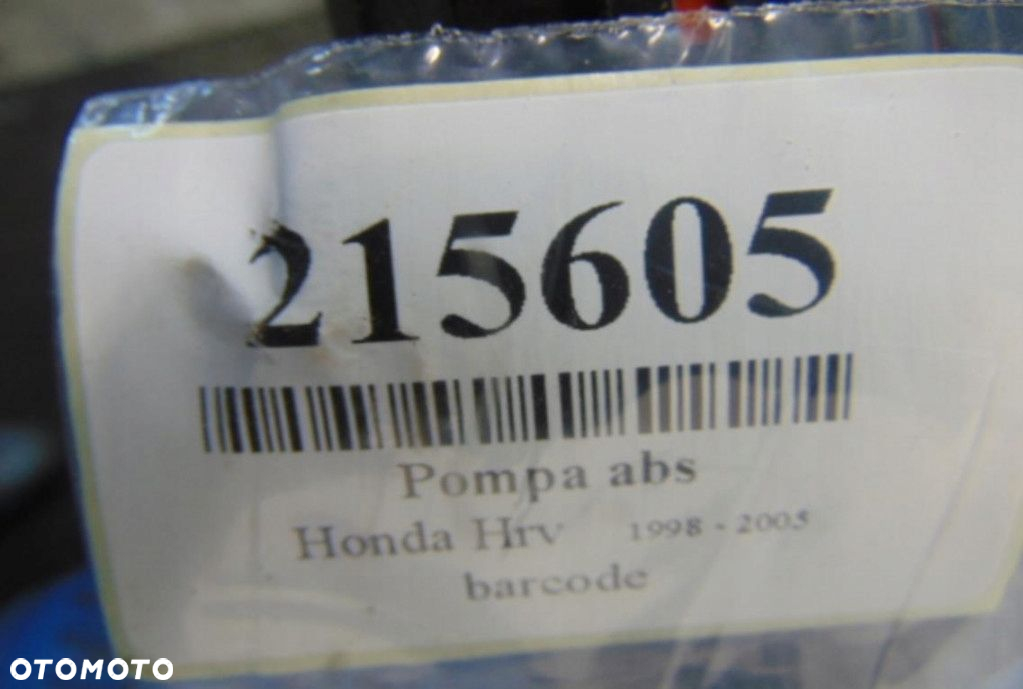 215605
Pompa abs
Honda Hrv 1998 - 2005
barcode
OTOMOTO